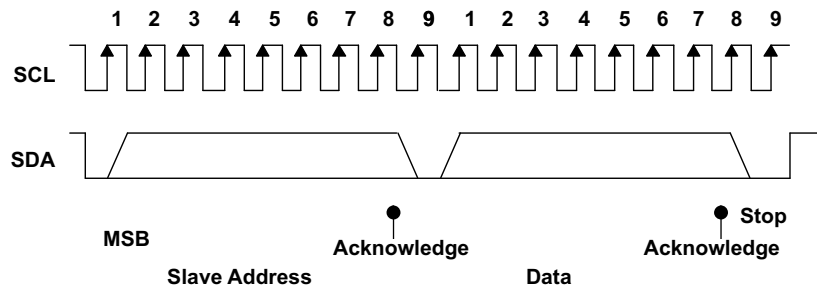 1 2 3 4 5 6 7 8 9 1 2 3 4 5 6 7 8 9
SCL
SDA
Stop
MSB
Acknowledge Acknowledge
Slave Address Data